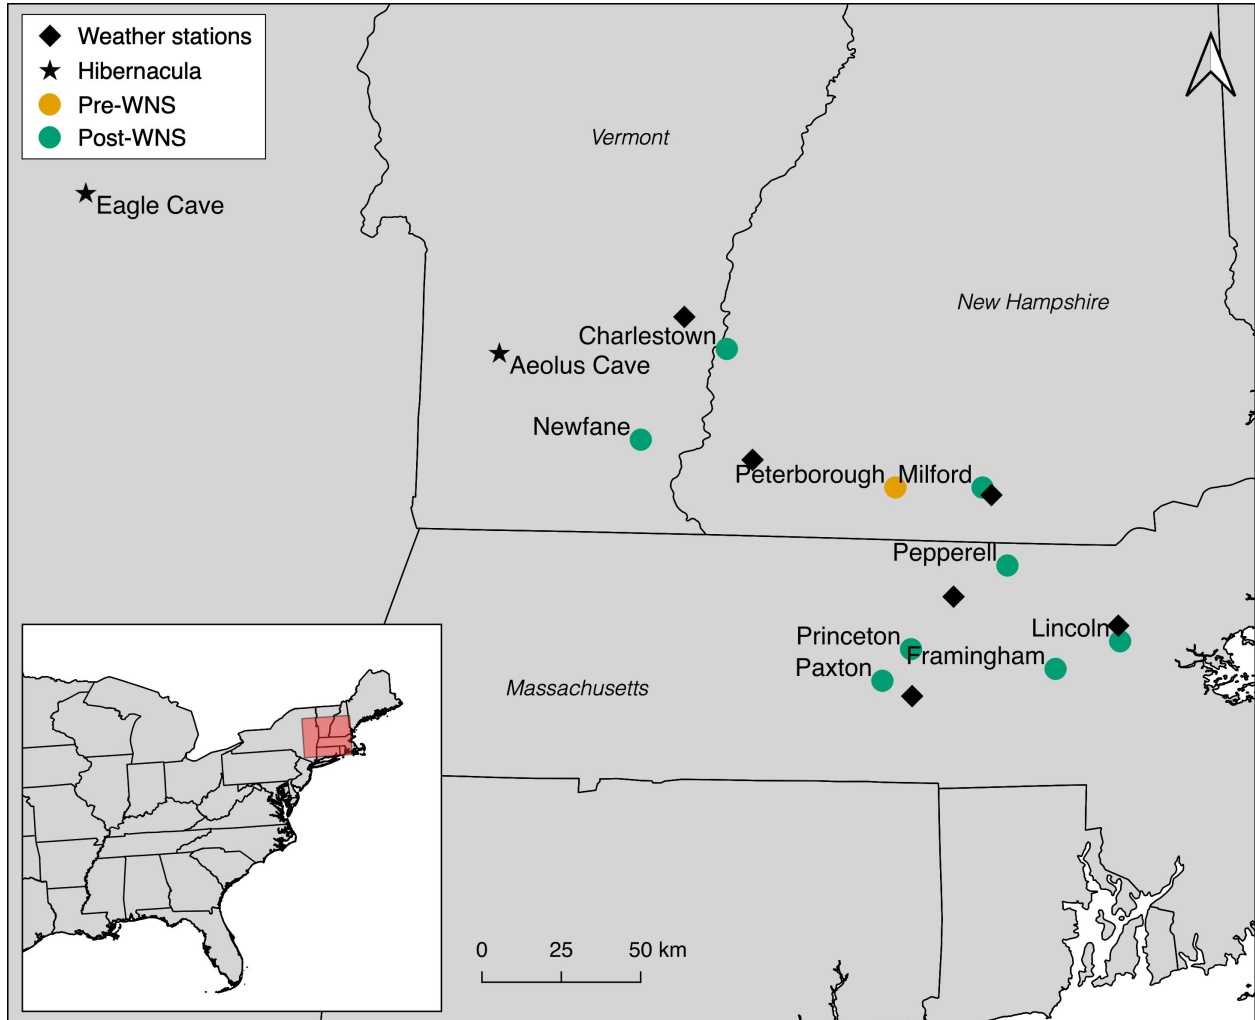 Weather stations
Hibernacula
Pre-WNS
Post-WNS
Vermont
Eagle Cave
New Hampshire
Charlestown
Aeolus Cave
Newfane
Peterborough
Milford
Pepperell
Lincoln
Princeton
Framingham
Paxton
Massachusetts
0 25 50 km